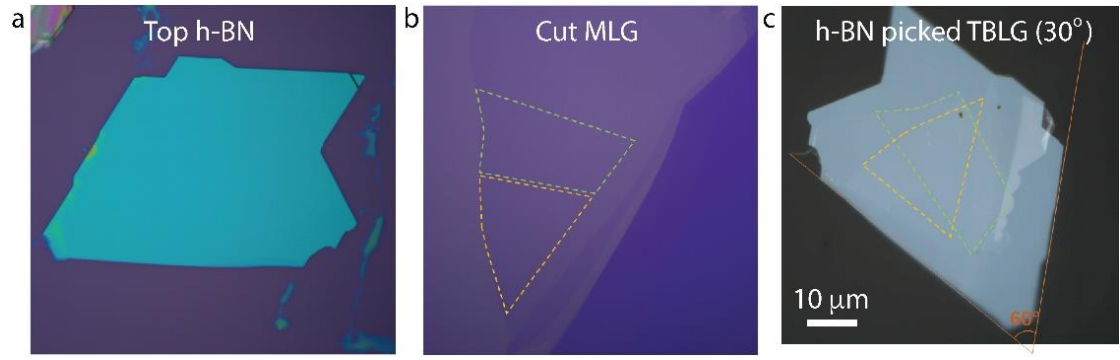 a
Top h-BN
b
Cut MLG
c
h-BN picked TBLG (30°)
10 μm
60°